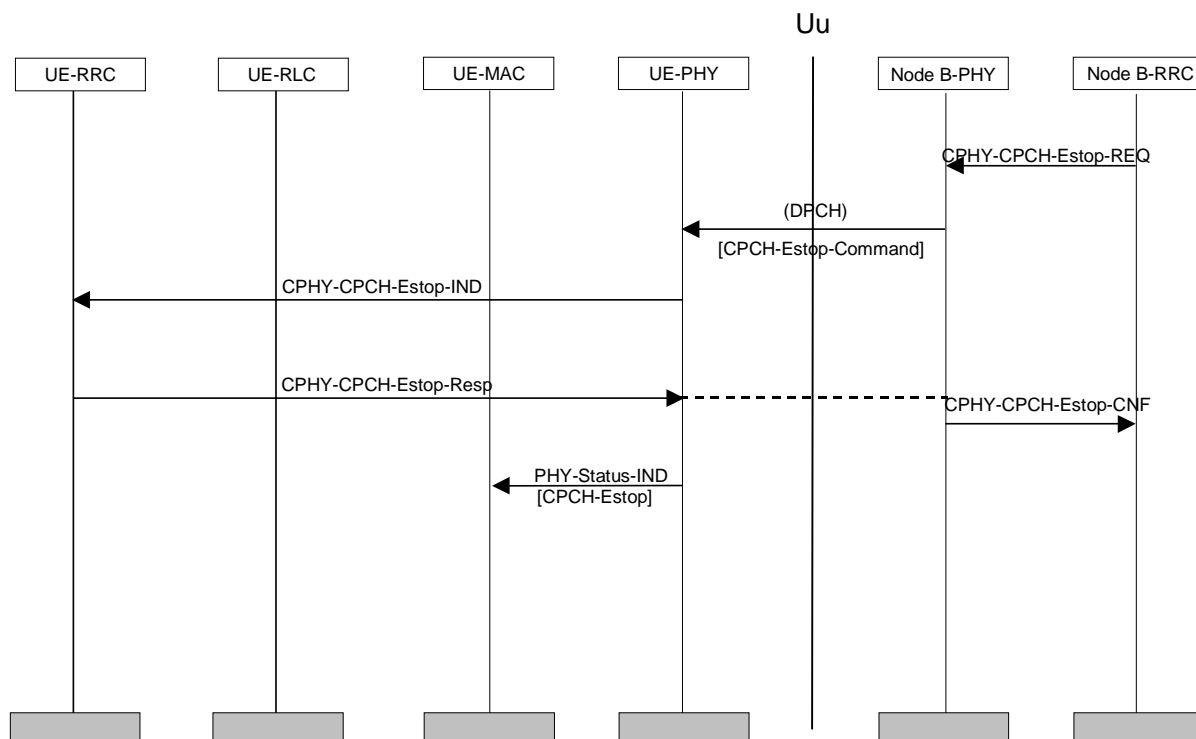 Uu
UE-RRC
UE-RLC
UE-MAC
UE-PHY
Node B-PHY
Node B-RRC
CPHY-CPCH-Estop-REQ
(DPCH)
[CPCH-Estop-Command]
CPHY-CPCH-Estop-IND
CPHY-CPCH-Estop-Resp
CPHY-CPCH-Estop-CNF
PHY-Status-IND
[CPCH-Estop]